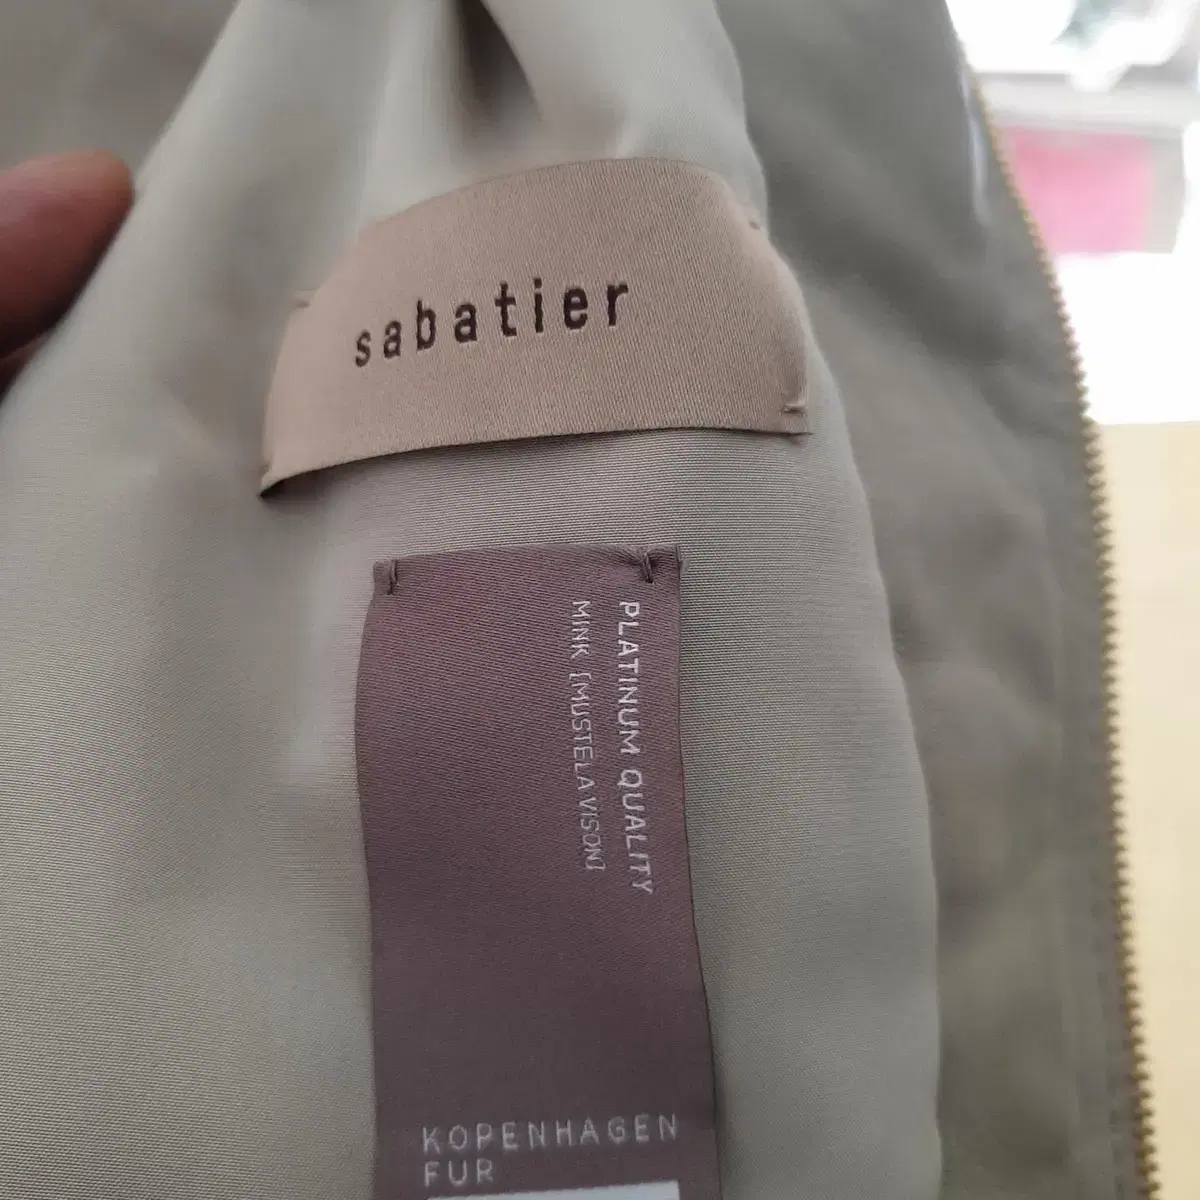 sabatier
PLATINUM QUALITY
MINK [MUSTELA VISON]
KOPENHAGEN
FUR